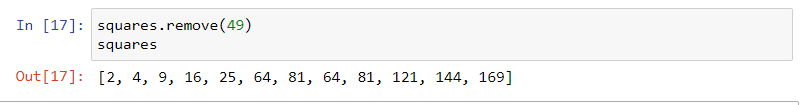 In [17]: squares.remove(49)
squares
Out[17]: [2, 4, 9, 16, 25, 64, 81, 64, 81, 121, 144, 169]